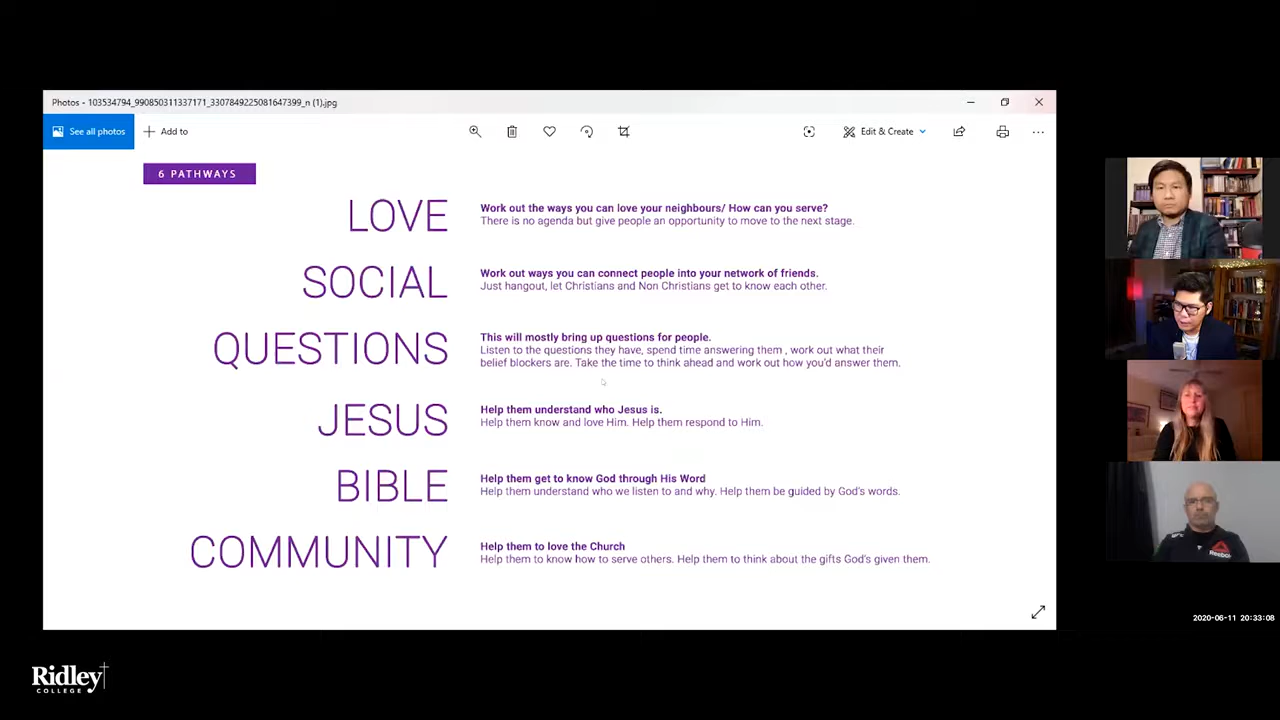 Photos - 103534794_990850311337171_3307849225081647399_n (1).jpg
See all photos
Add to
Edit & Create
6 PATHWAYS
LOVE
Work out the ways you can love your neighbours/ How can you serve?
There is no agenda but give people an opportunity to move to the next stage.
SOCIAL
Work out ways you can connect people into your network of friends.
Just hangout, let Christians and Non Christians get to know each other.
QUESTIONS
This will mostly bring up questions for people.
Listen to the questions they have, spend time answering them , work out what their
belief blockers are. Take the time to think ahead and work out how you'd answer them.
JESUS
Help them understand who Jesus is.
Help them know and love Him. Help them respond to Him.
BIBLE
Help them get to know God through His Word
Help them understand who we listen to and why. Help them be guided by God's words.
COMMUNITY
Help them to love the Church
Help them to know how to serve others. Help them to think about the gifts God's given them.
Reebok
2020-06-11 20:33:08
Ridley
COLLEGE